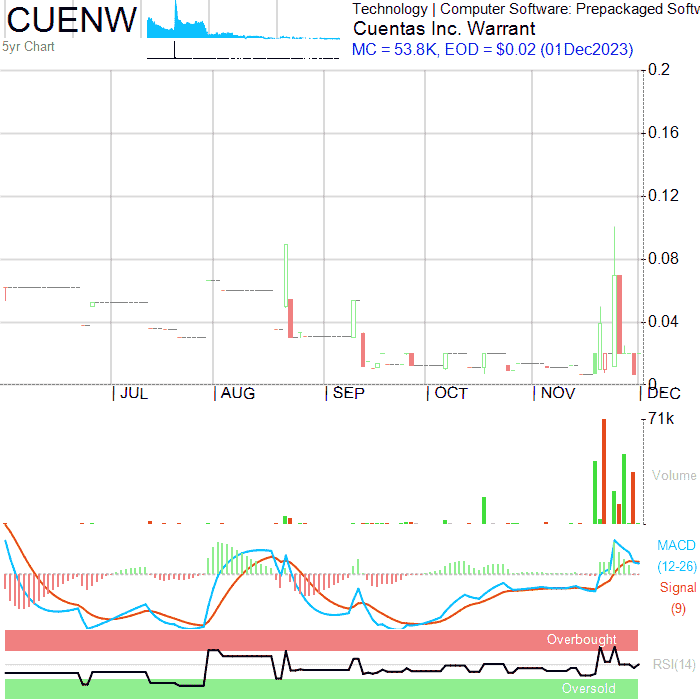 CUENW
5yr Chart
Technology | Computer Software: Prepackaged Softw
Cuentas Inc. Warrant
MC = 53.8K, EOD = $0.02 (01Dec2023)
0.2
0.16
0.12
0.08
0.04
0
JUL
AUG
SEP
OCT
NOV
DEC
71k
Volume
MACD
(12-26)
Signal
(9)
Overbought
RSI(14)
Oversold